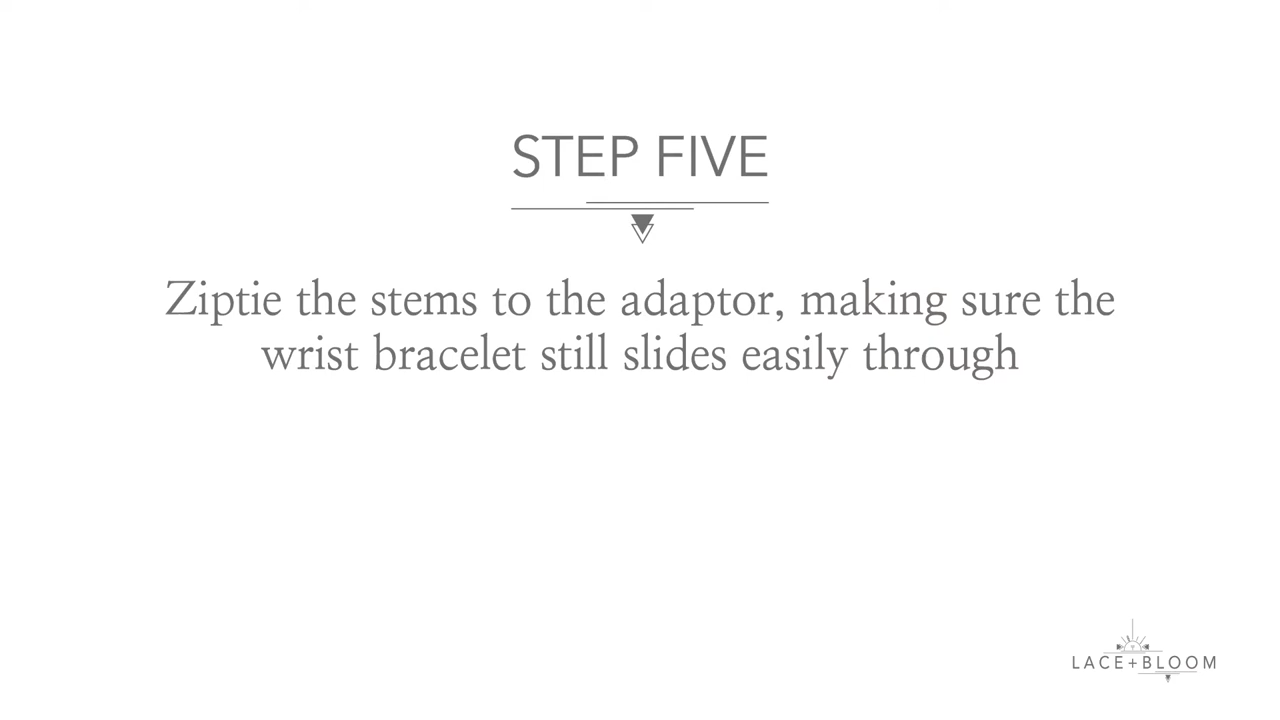 STEP FIVE
Ziptie the stems to the adaptor, making sure the
wrist bracelet still slides easily through
LACE+BLOOM